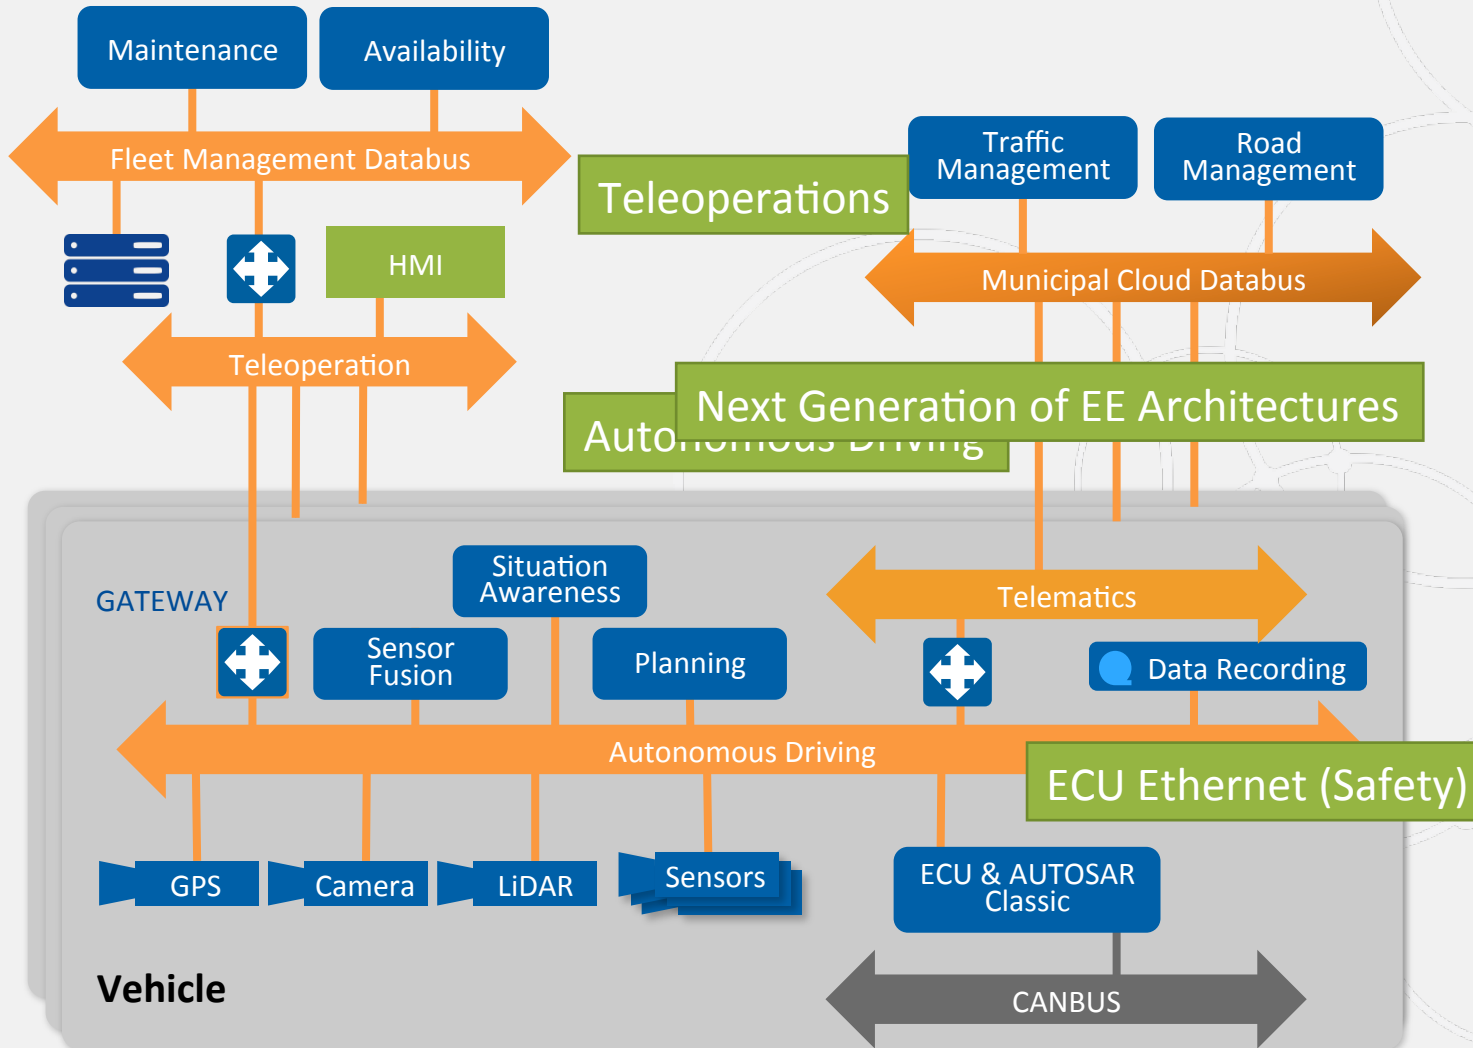 Maintenance
Availability
Fleet Management Databus
Teleoperations
Traffic
Management
Road
Management
HMI
Municipal Cloud Databus
Teleoperation
Next Generation of EE Architectures
Autonomous Driving
GATEWAY
Situation
Awareness
Telematics
Sensor
Fusion
Planning
Data Recording
Autonomous Driving
ECU Ethernet (Safety)
GPS
Camera
LiDAR
Sensors
ECU & AUTOSAR
Classic
Vehicle
CANBUS